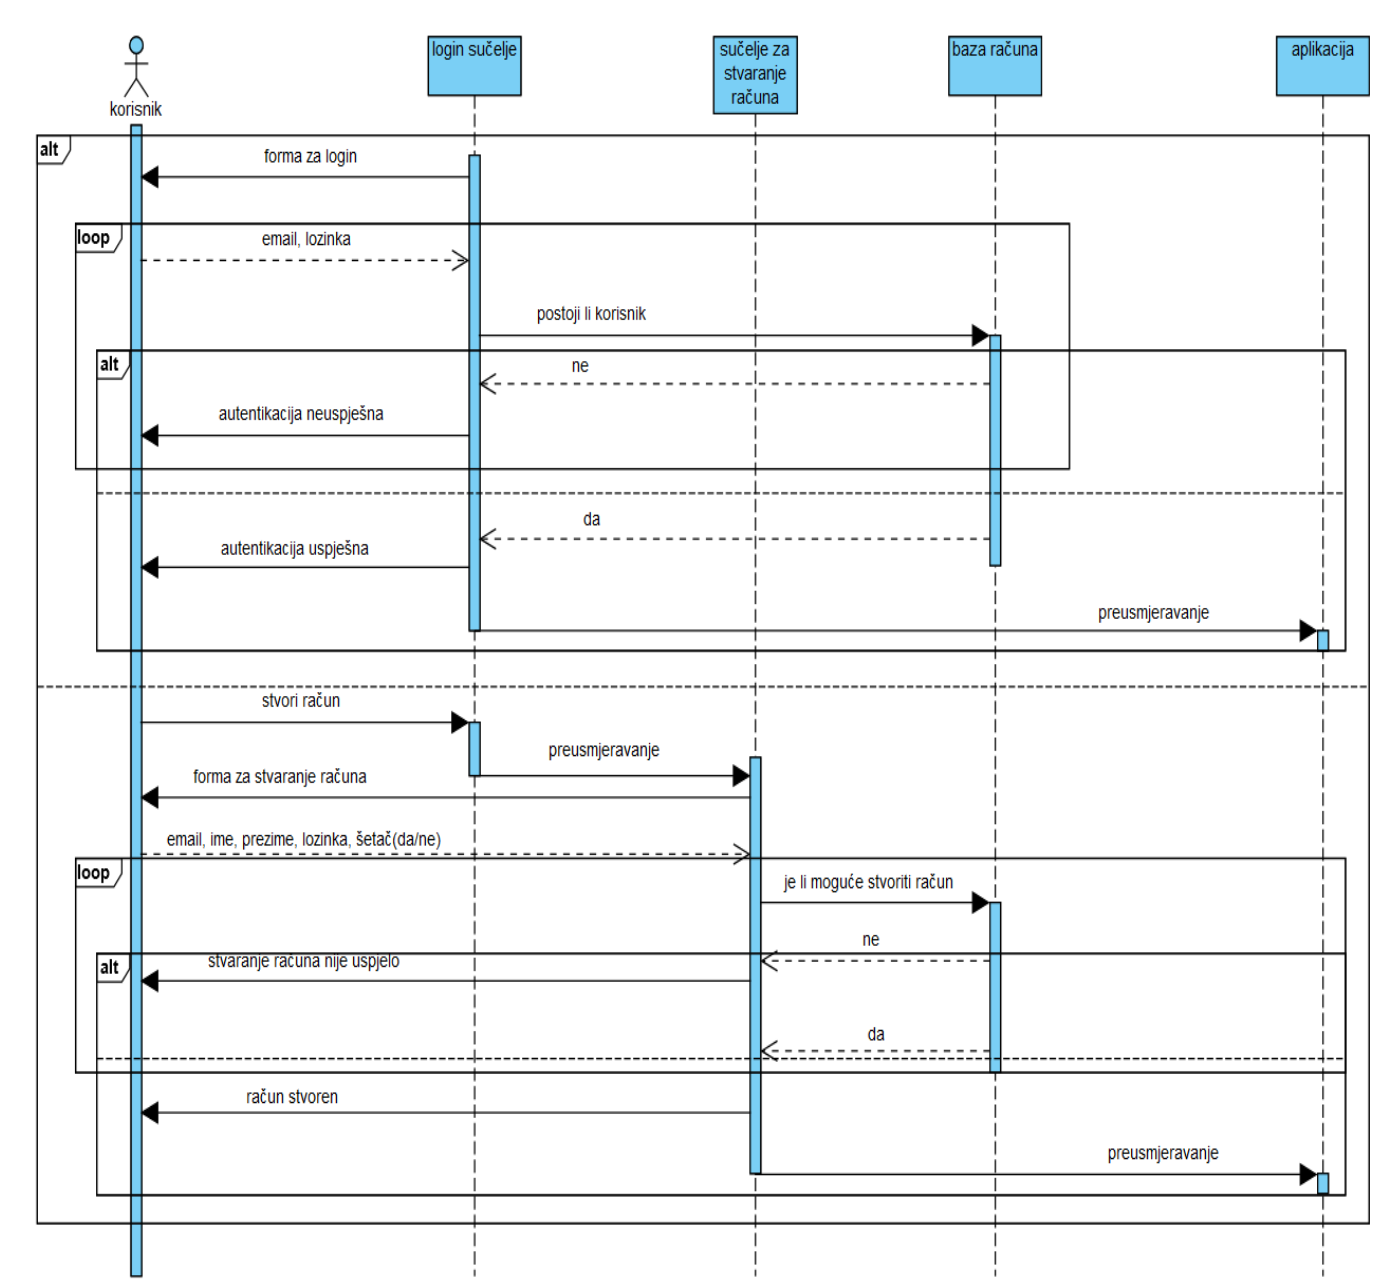 korisnik
login sučelje
sučelje za
stvaranje
računa
baza računa
aplikacija
alt
forma za login
loop
email, lozinka
postoji li korisnik
alt
ne
autentikacija neuspješna
da
autentikacija uspješna
preusmjeravanje
stvori račun
preusmjeravanje
forma za stvaranje računa
email, ime, prezime, lozinka, šetač(da/ne)
loop
je li moguće stvoriti račun
ne
alt
stvaranje računa nije uspjelo
da
račun stvoren
preusmjeravanje